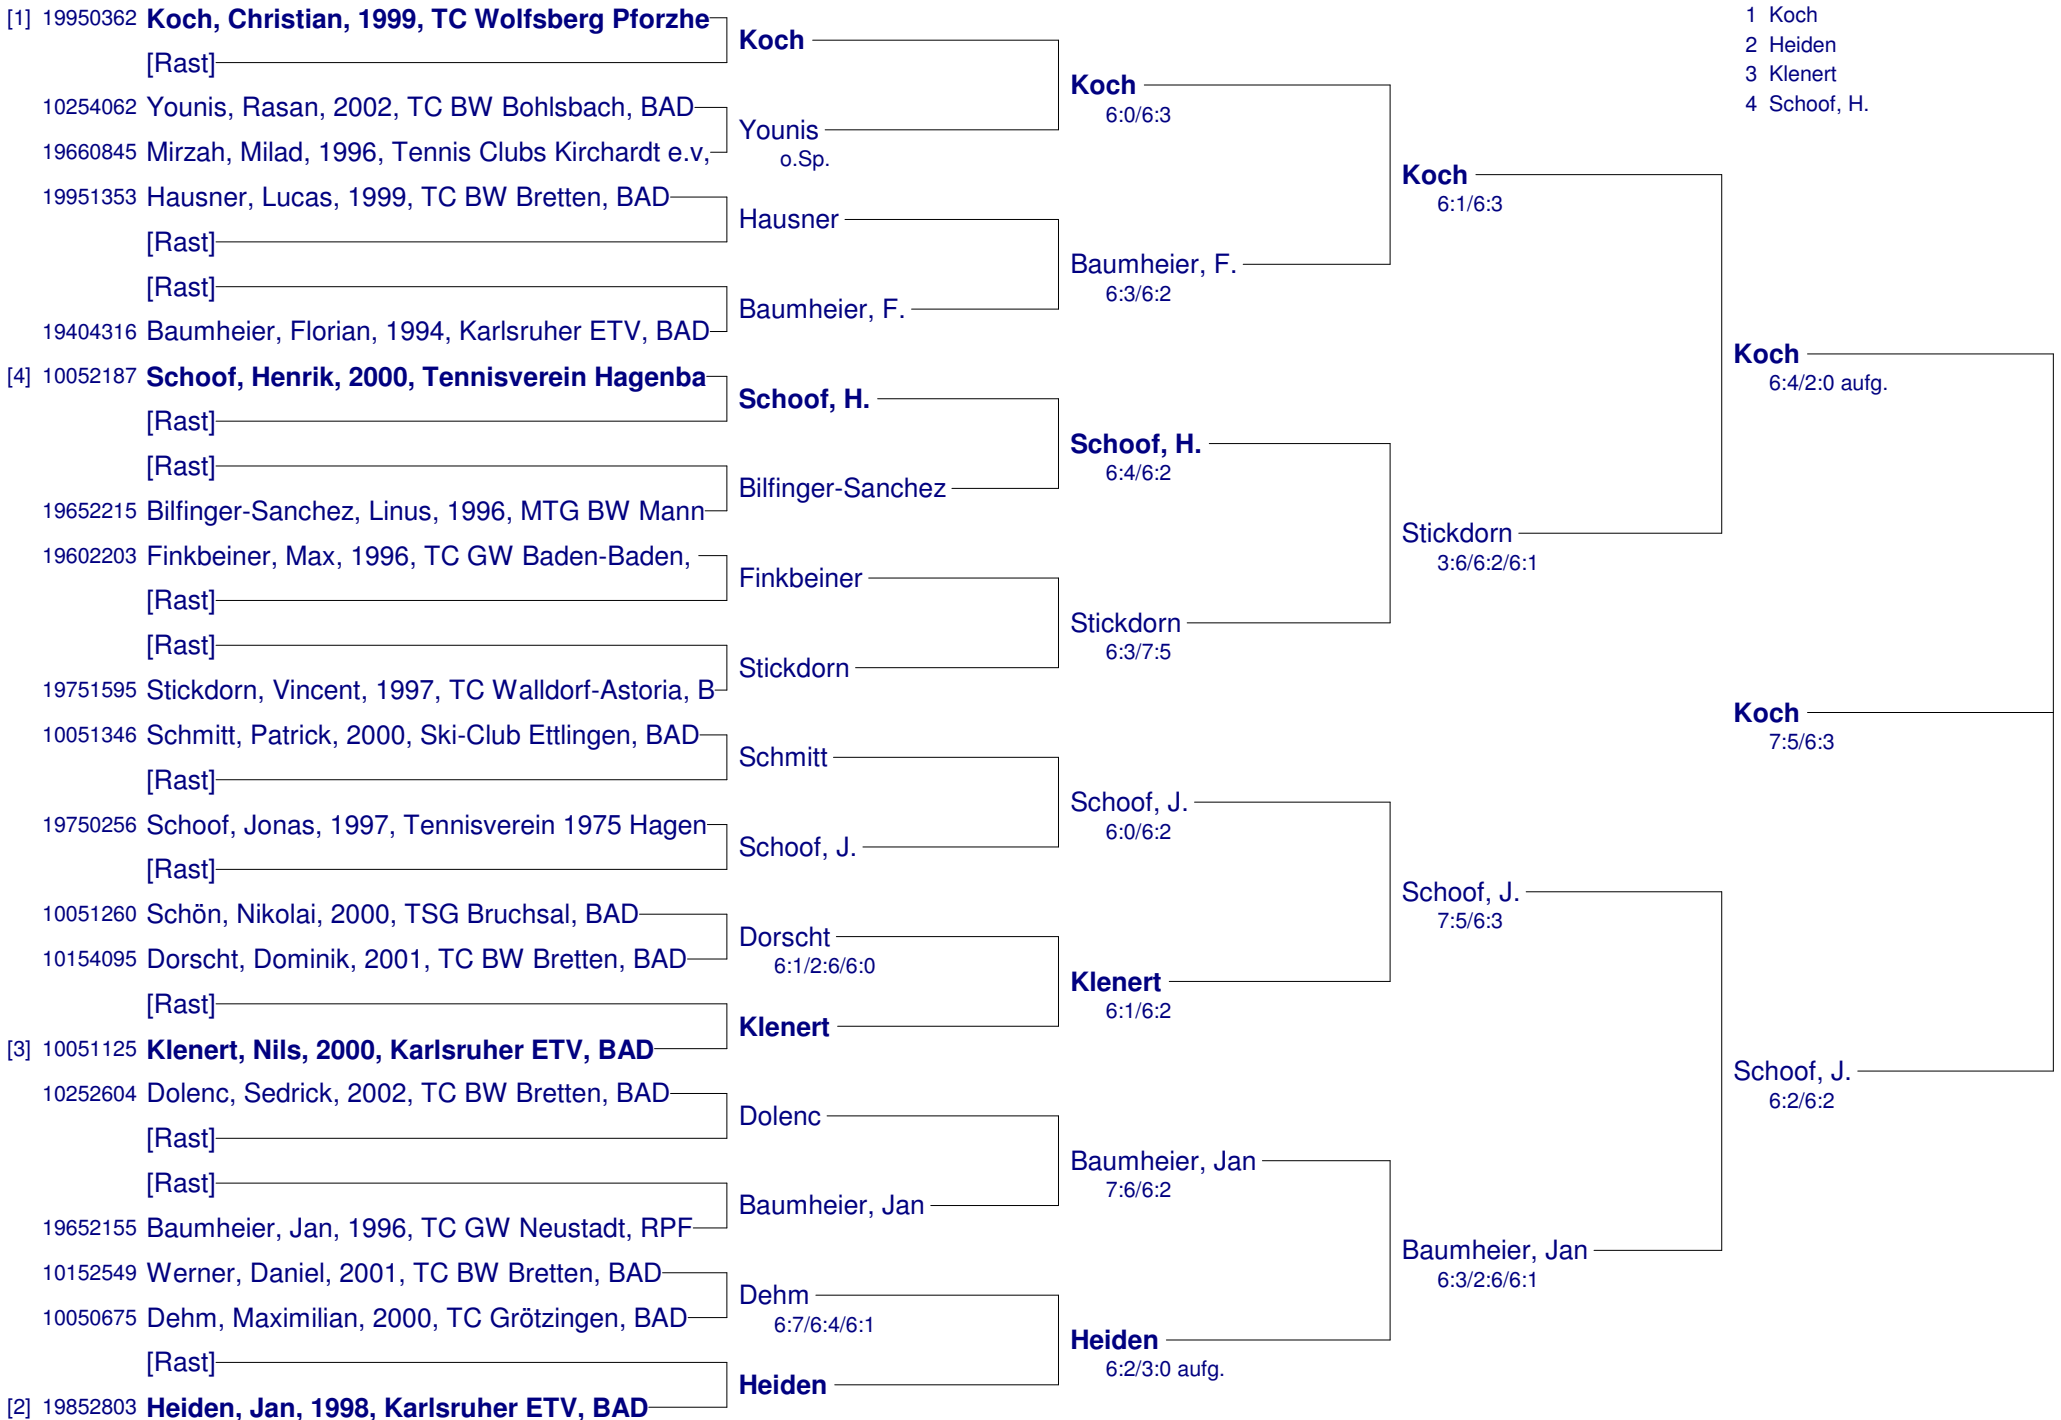 [1] 19950362 Koch, Christian, 1999, TC Wolfsberg Pforzhe
[Rast]
10254062 Younis, Rasan, 2002, TC BW Bohlsbach, BAD
19660845 Mirzah, Milad, 1996, Tennis Clubs Kirchardt e.v,
19951353 Hausner, Lucas, 1999, TC BW Bretten, BAD
[Rast]
[Rast]
19404316 Baumheier, Florian, 1994, Karlsruher ETV, BAD
[4] 10052187 Schoof, Henrik, 2000, Tennisverein Hagenba
[Rast]
[Rast]
19652215 Bilfinger-Sanchez, Linus, 1996, MTG BW Mann
19602203 Finkbeiner, Max, 1996, TC GW Baden-Baden,
[Rast]
[Rast]
19751595 Stickdorn, Vincent, 1997, TC Walldorf-Astoria, B
10051346 Schmitt, Patrick, 2000, Ski-Club Ettlingen, BAD
[Rast]
19750256 Schoof, Jonas, 1997, Tennisverein 1975 Hagen
[Rast]
10051260 Schön, Nikolai, 2000, TSG Bruchsal, BAD
10154095 Dorscht, Dominik, 2001, TC BW Bretten, BAD
[Rast]
[3] 10051125 Klenert, Nils, 2000, Karlsruher ETV, BAD
10252604 Dolenc, Sedrick, 2002, TC BW Bretten, BAD
[Rast]
[Rast]
19652155 Baumheier, Jan, 1996, TC GW Neustadt, RPF
10152549 Werner, Daniel, 2001, TC BW Bretten, BAD
10050675 Dehm, Maximilian, 2000, TC Grötzingen, BAD
[Rast]
[2] 19852803 Heiden, Jan, 1998, Karlsruher ETV, BAD
Koch
Younis
o.Sp.
Hausner
Baumheier, F.
Schoof, H.
Bilfinger-Sanchez
Finkbeiner
Stickdorn
Schmitt
Schoof, J.
Dorscht
6:1/2:6/6:0
Klenert
Dolenc
Baumheier, Jan
Dehm
6:7/6:4/6:1
Heiden
Koch
6:0/6:3
Baumheier, F.
6:3/6:2
Schoof, H.
6:4/6:2
Stickdorn
6:3/7:5
Schoof, J.
6:0/6:2
Klenert
6:1/6:2
Baumheier, Jan
7:6/6:2
Heiden
6:2/3:0 aufg.
Koch
6:1/6:3
Stickdorn
3:6/6:2/6:1
Schoof, J.
7:5/6:3
Baumheier, Jan
6:3/2:6/6:1
1 Koch
2 Heiden
3 Klenert
4 Schoof, H.
Koch
6:4/2:0 aufg.
Koch
7:5/6:3
Schoof, J.
6:2/6:2